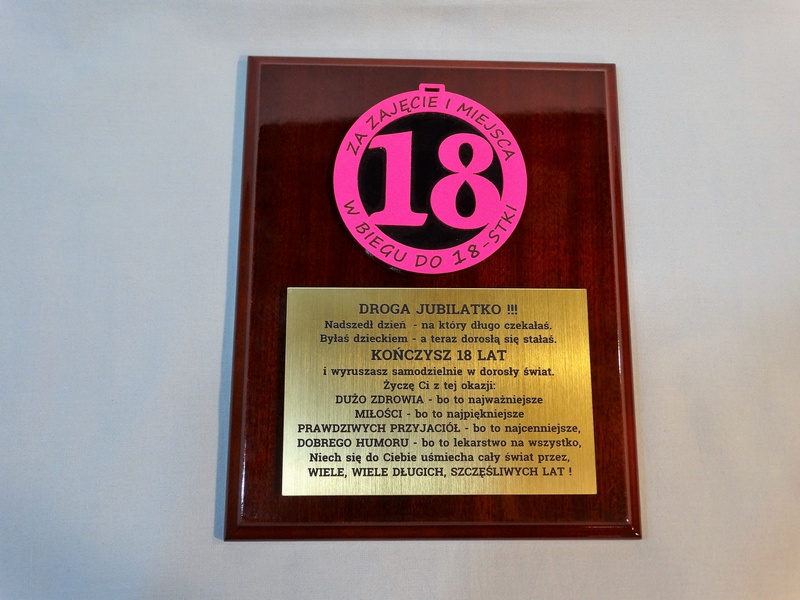 ZA ZAJĘCIE I MIEJSCA
18
W BIEGU DO 18-STKI
DROGA JUBILATKO !!!
Nadszedł dzień - na który długo czekałaś.
Byłaś dzieckiem - a teraz dorosłą się stałaś.
KOŃCZYSZ 18 LAT
i wyruszasz samodzielnie w dorosły świat.
Życzę Ci z tej okazji:
DUŻO ZDROWIA - bo to najważniejsze
MIŁOŚCI - bo to najpiękniejsze
PRAWDZIWYCH PRZYJACIÓŁ - bo to najcenniejsze,
DOBREGO HUMORU - bo to lekarstwo na wszystko,
Niech się do Ciebie uśmiecha cały świat przez,
WIELE, WIELE DŁUGICH, SZCZĘŚLIWYCH LAT !